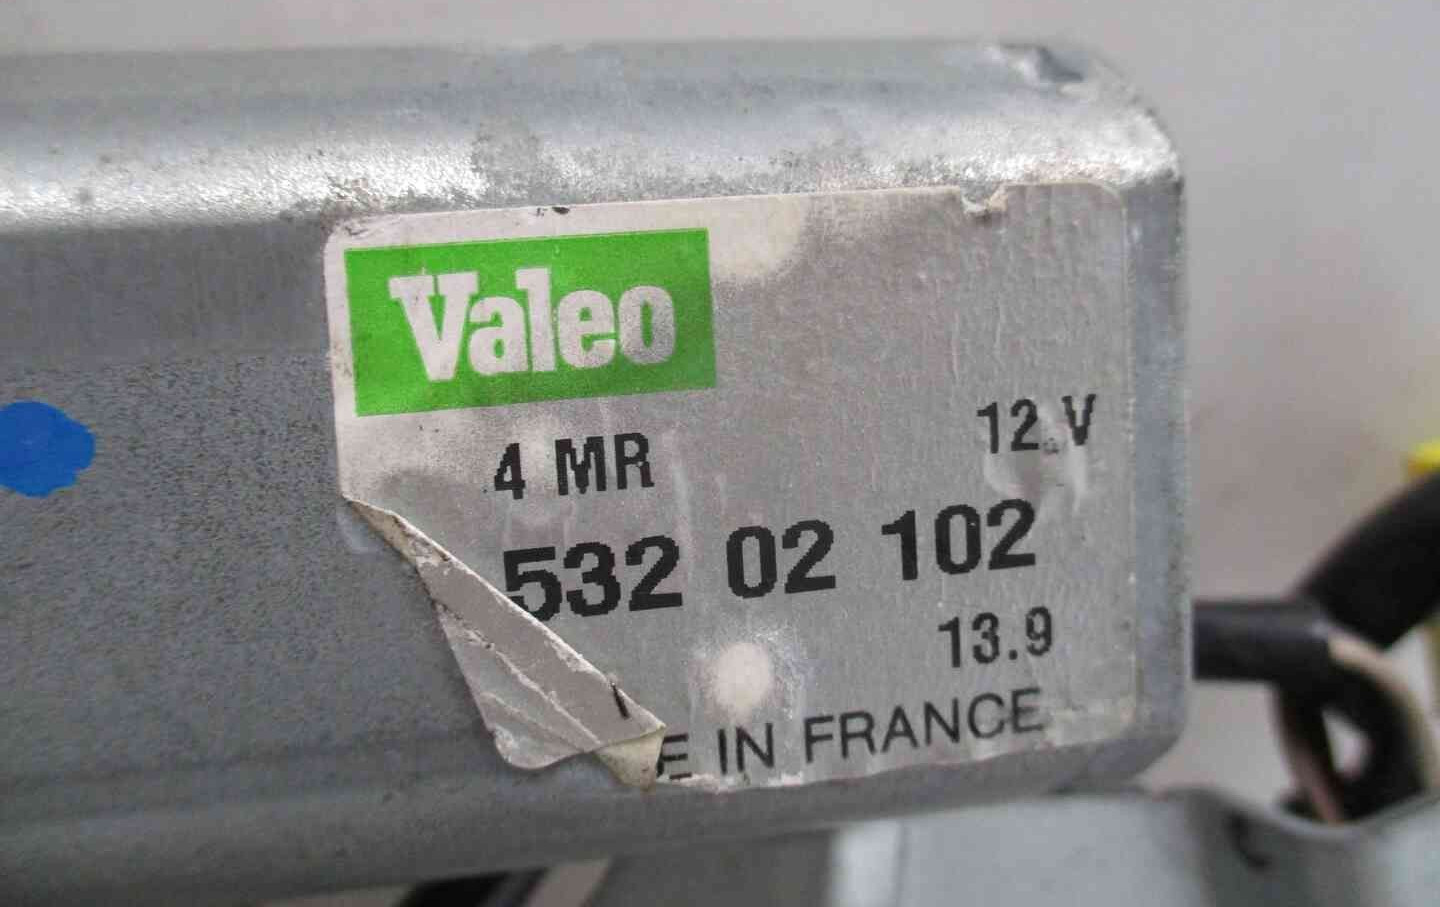 Valeo
4 MR 12 V
532 02 102
13.9
E IN FRANCE